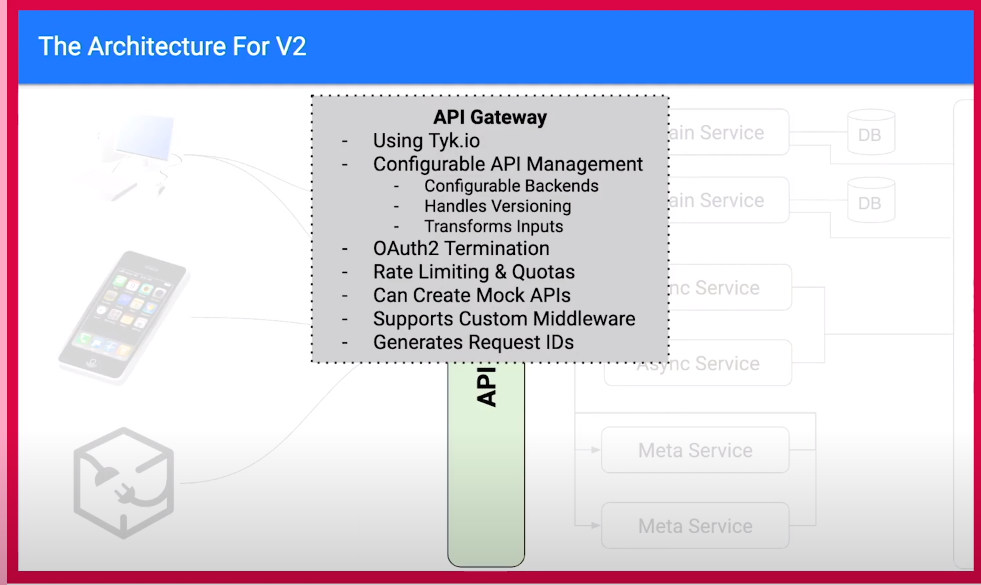 The Architecture For V2
API Gateway
- Using Tyk.io
- Configurable API Management
- Configurable Backends
- Handles Versioning
- Transforms Inputs
- OAuth2 Termination
- Rate Limiting & Quotas
- Can Create Mock APIs
- Supports Custom Middleware
- Generates Request IDs
API
ain Service
DB
ain Service
DB
nc Service
Async Service
Meta Service
Meta Service